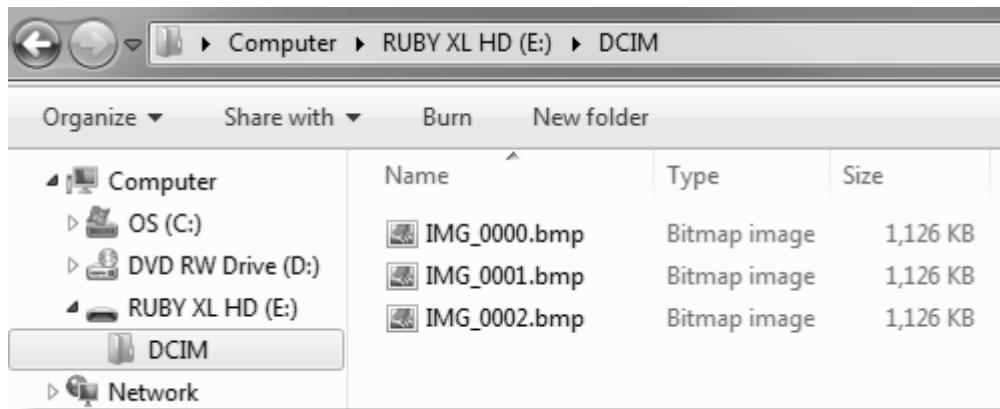 Computer RUBY XL HD (E:) DCIM
Organize Share with Burn New folder
Computer
OS (C:)
DVD RW Drive (D:)
RUBY XL HD (E:)
DCIM
Network
Name Type Size
IMG_0000.bmp Bitmap image 1,126 KB
IMG_0001.bmp Bitmap image 1,126 KB
IMG_0002.bmp Bitmap image 1,126 KB